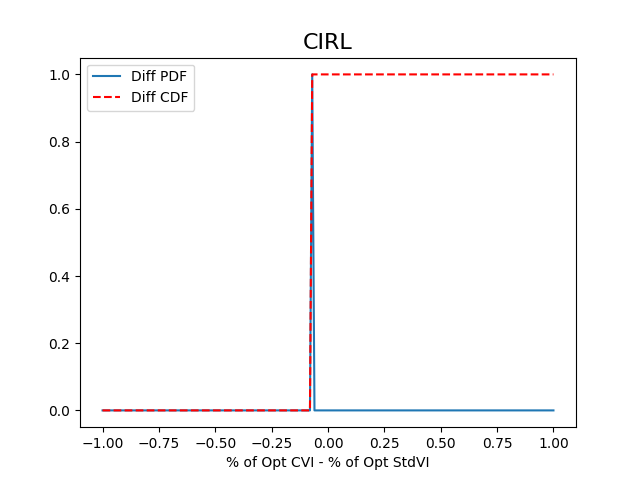 CIRL
Diff PDF
Diff CDF
1.0
0.8
0.6
0.4
0.2
0.0
−1.00 −0.75 −0.50 −0.25 0.00 0.25 0.50 0.75 1.00
% of Opt CVI - % of Opt StdVI